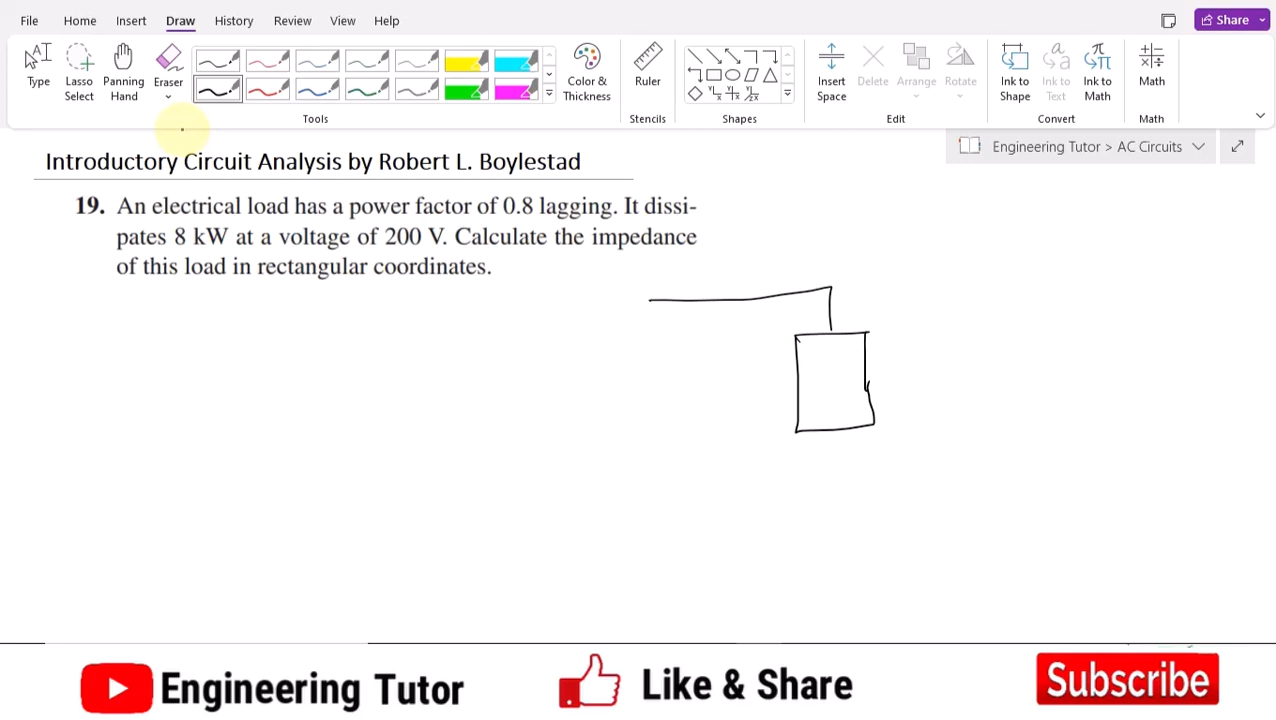 File Home Insert Draw History Review View Help
Share
Type
Lasso Select
Panning Hand
Eraser
Color & Thickness
Ruler
Insert Space
Delete
Arrange
Rotate
Ink to Shape
Ink to Text
Ink to Math
Math
Tools
Stencils
Shapes
Edit
Convert
Math
Engineering Tutor > AC Circuits
Introductory Circuit Analysis by Robert L. Boylestad
19. An electrical load has a power factor of 0.8 lagging. It dissi-
pates 8 kW at a voltage of 200 V. Calculate the impedance
of this load in rectangular coordinates.
Engineering Tutor
Like & Share
Subscribe